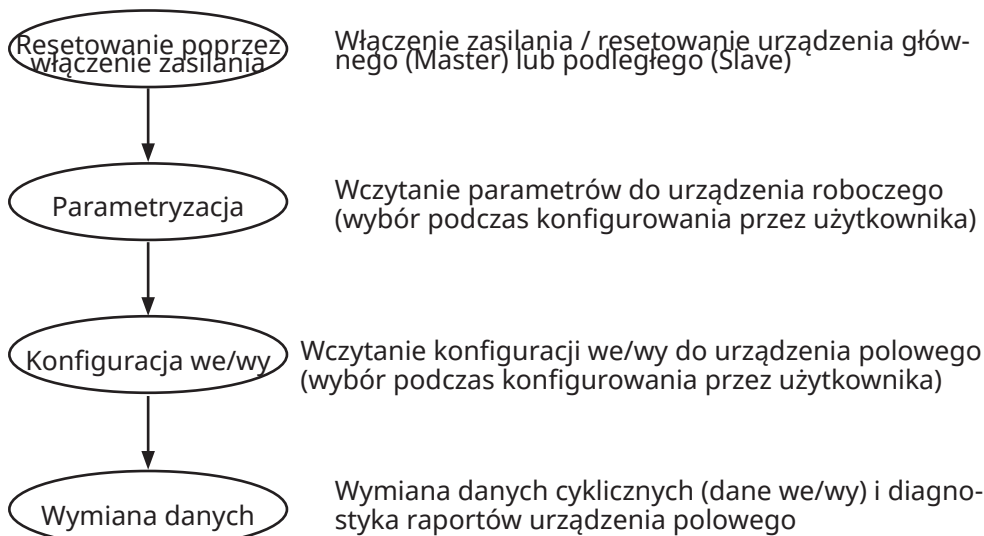 Resetowanie poprzez
włączenie zasilania
Włączenie zasilania / resetowanie urządzenia głów-
nego (Master) lub podległego (Slave)
Parametryzacja
Wczytanie parametrów do urządzenia roboczego
(wybór podczas konfigurowania przez użytkownika)
Konfiguracja we/wy
Wczytanie konfiguracji we/wy do urządzenia polowego
(wybór podczas konfigurowania przez użytkownika)
Wymiana danych
Wymiana danych cyklicznych (dane we/wy) i diagno-
styka raportów urządzenia polowego